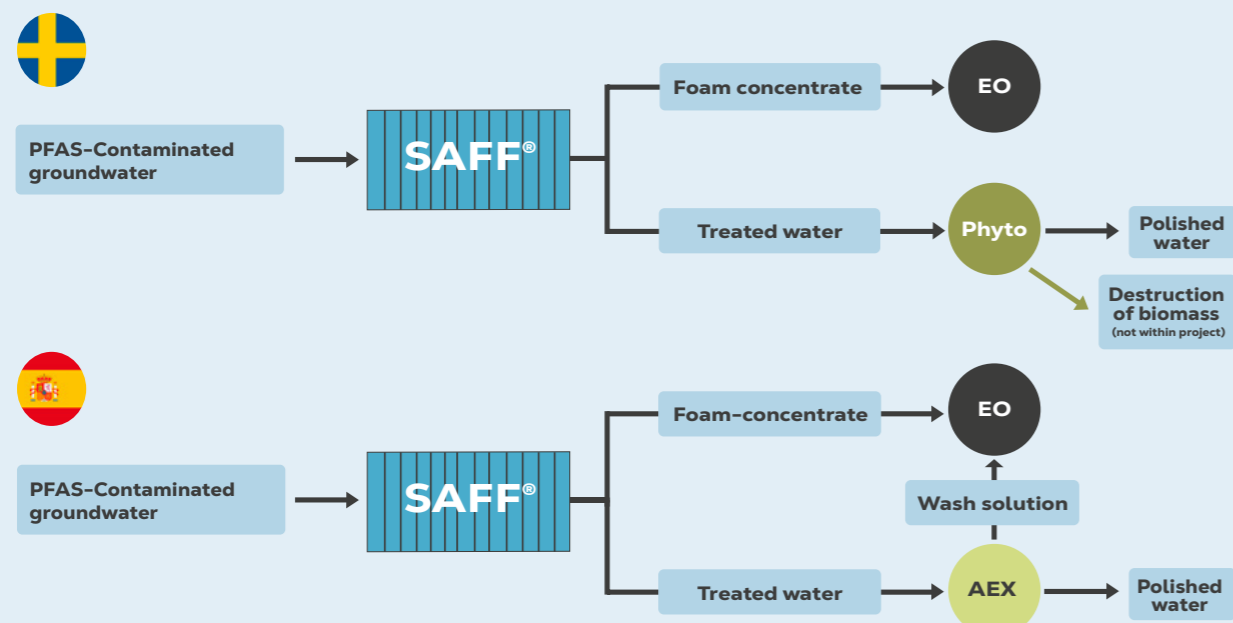 PFAS-Contaminated
groundwater
SAFF®
Foam concentrate
EO
Treated water
Phyto
Polished
water
Destruction
of biomass
(not within project)
PFAS-Contaminated
groundwater
SAFF®
Foam-concentrate
EO
Wash solution
Treated water
AEX
Polished
water